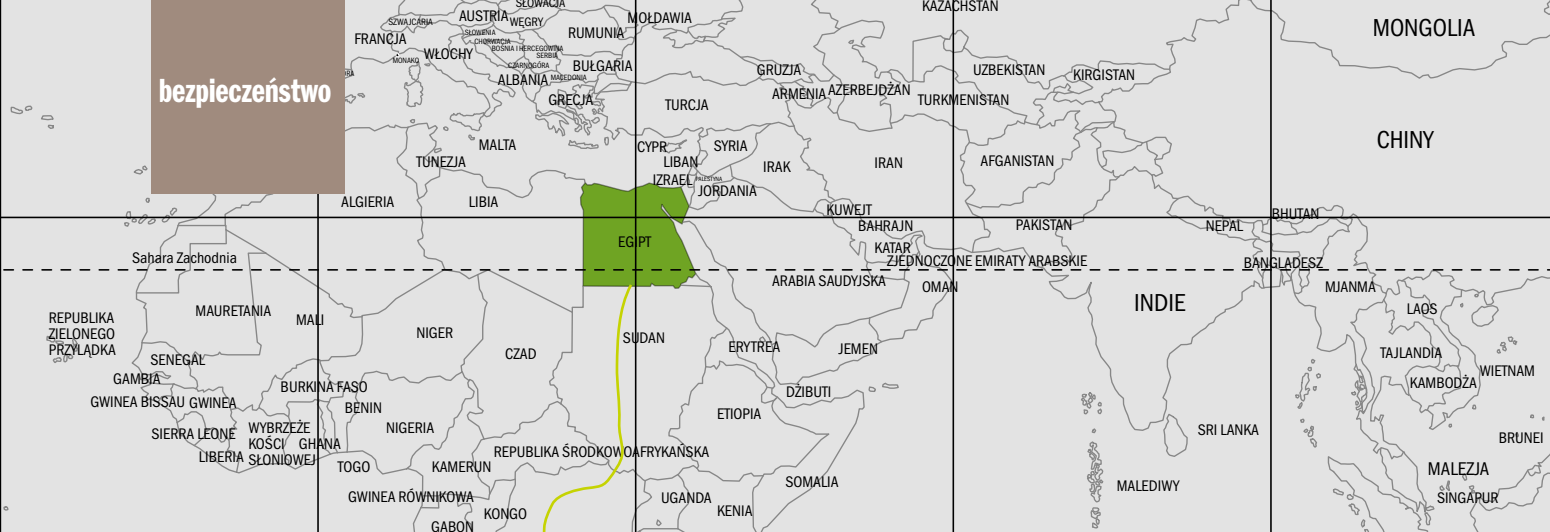 bezpieczeństwo
SŁOWACJA
AUSTRIA
WĘGRY
SZWAJCARIA
FRANCJA
SŁOWENIA
CHORWACJA
BOŚNIA I HERCEGOWINA
SERBIA
CZARNOGÓRA
MONAKO
WŁOCHY
ALBANIA
MACEDONIA
MOŁDAWIA
RUMUNIA
BUŁGARIA
GRECJA
KAZACHSTAN
MONGOLIA
GRUZJA
ARMENIA
AZERBEJDŻAN
UZBEKISTAN
KIRGISTAN
TURKMENISTAN
TURCJA
CHINY
MALTA
TUNEZJA
CYPR
LIBAN
SYRIA
IRAK
IRAN
AFGANISTAN
IZRAEL
PALESTYNA
JORDANIA
ALGIERIA
LIBIA
KUWEJT
BAHRAJN
PAKISTAN
NEPAL
BHUTAN
EGIPT
KATAR
Sahara Zachodnia
ZJEDNOCZONE EMIRATY ARABSKIE
BANGLADESZ
ARABIA SAUDYJSKA
OMAN
MJANMA
INDIE
LAOS
REPUBLIKA
ZIELONEGO
PRZYLĄDKA
MAURETANIA
MALI
NIGER
CZAD
SUDAN
ERYTREA
JEMEN
TAJLANDIA
WIETNAM
KAMBODŻA
SENEGAL
GAMBIA
GWINEA BISSAU
GWINEA
BURKINA FASO
BENIN
NIGERIA
DŻIBUTI
ETIOPIA
SIERRA LEONE
LIBERIA
WYBRZEŻE
KOŚCI
SŁONIOWEJ
GHANA
TOGO
KAMERUN
REPUBLIKA ŚRODKOWOAFRYKAŃSKA
SRI LANKA
BRUNEI
MALEZJA
SINGAPUR
MALEDIWY
SOMALIA
GWINEA RÓWNIKOWA
GABON
KONGO
UGANDA
KENIA